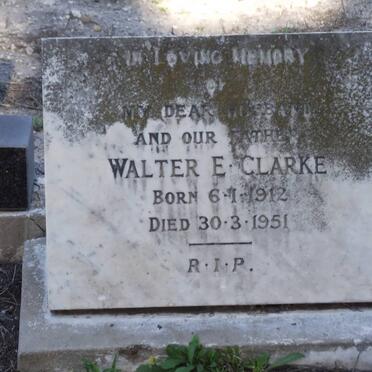 IN LOVING MEMORY
OF
MY DEAR HUSBAND
AND OUR FATHER
WALTER E. CLARKE
BORN 6·1·1912
DIED 30·3·1951
R·I·P.